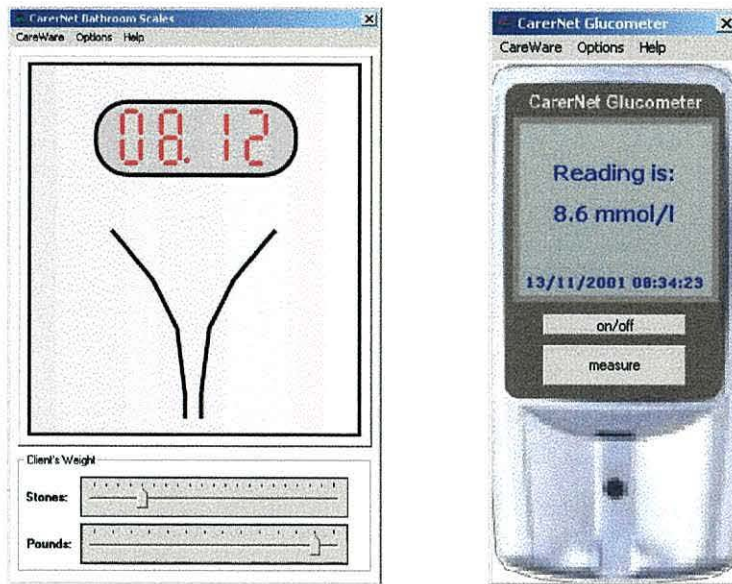 CarerNet Bathroom Scales
CareWare Options Help
08.12
Client's Weight
Stones:
Pounds:
CarerNet Glucometer
CareWare Options Help
CarerNet Glucometer
Reading is:
8.6 mmol/l
13/11/2001 08:34:23
on/off
measure